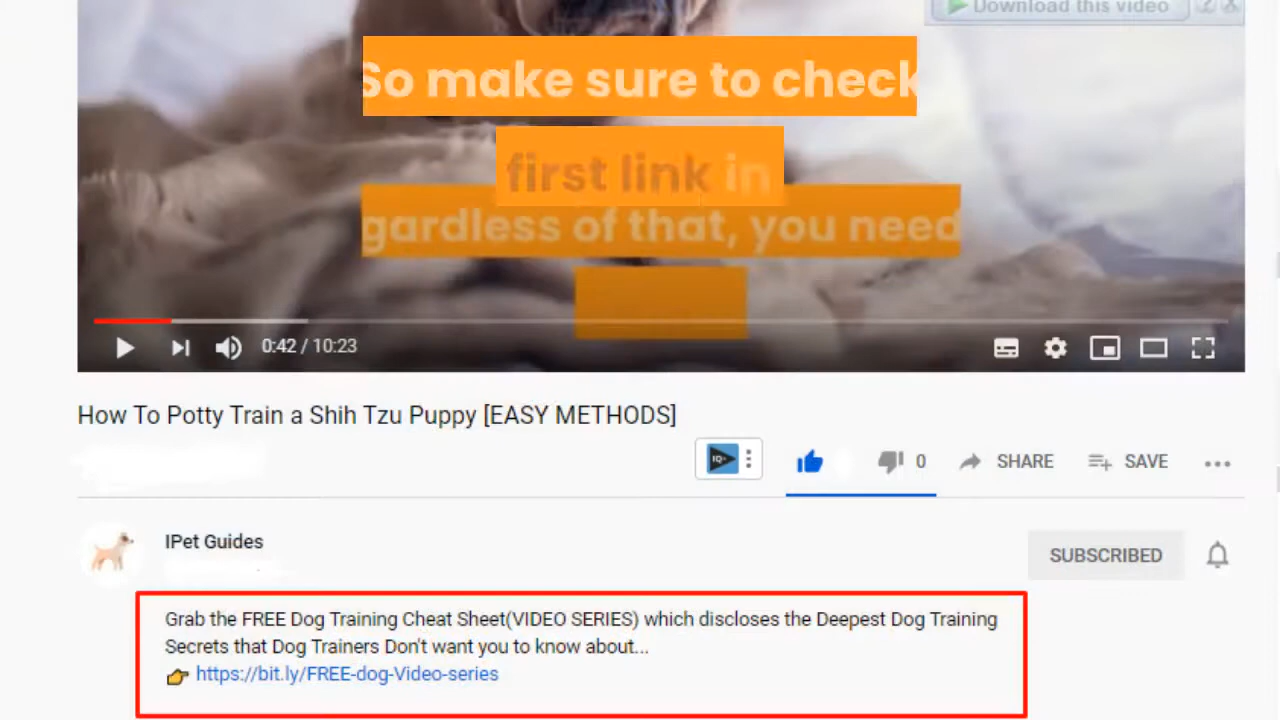 Download this video
So make sure to check
first link in
gardless of that, you need
0:42 / 10:23
How To Potty Train a Shih Tzu Puppy [EASY METHODS]
IQ 0 SHARE SAVE
IPet Guides
SUBSCRIBED
Grab the FREE Dog Training Cheat Sheet(VIDEO SERIES) which discloses the Deepest Dog Training
Secrets that Dog Trainers Don't want you to know about...
https://bit.ly/FREE-dog-Video-series